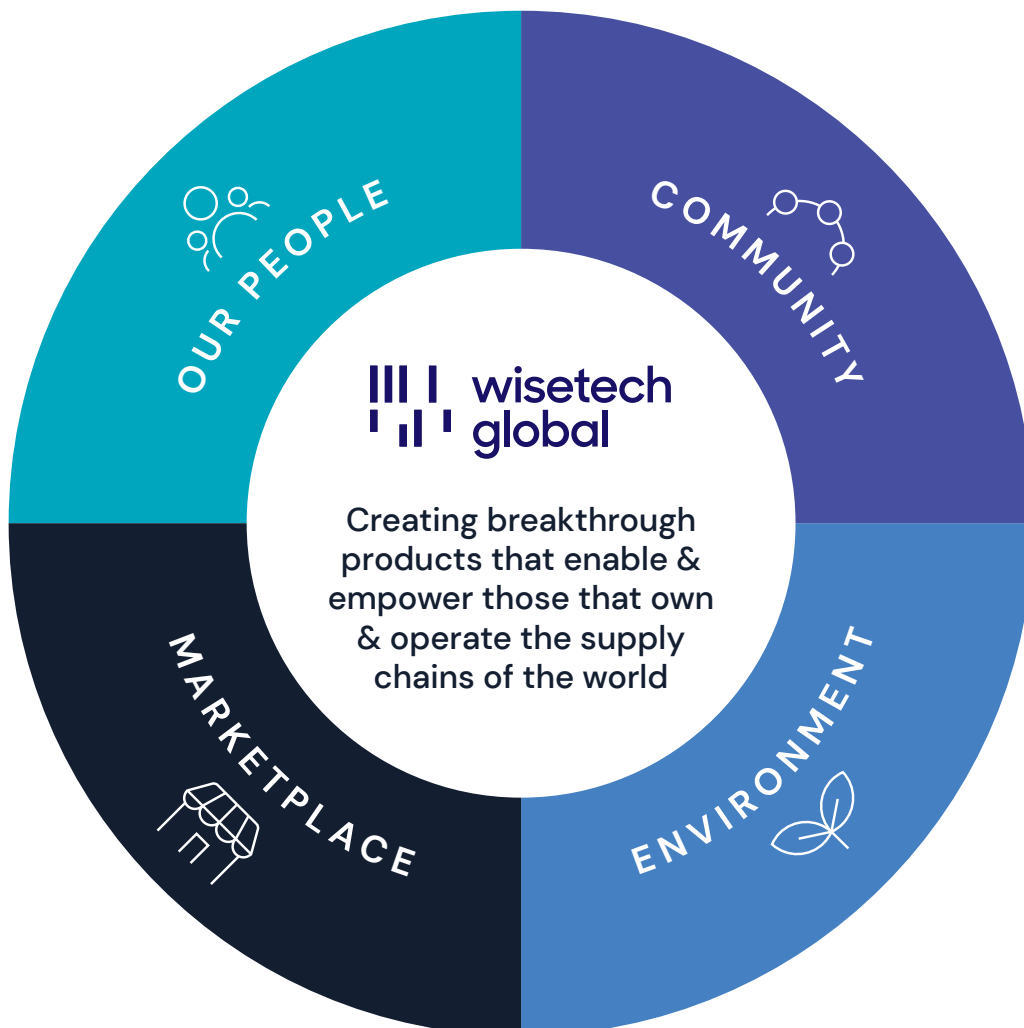 OUR PEOPLE
COMMUNITY
wisetech
global
Creating breakthrough
products that enable &
empower those that own
& operate the supply
chains of the world
MARKETPLACE
ENVIRONMENT